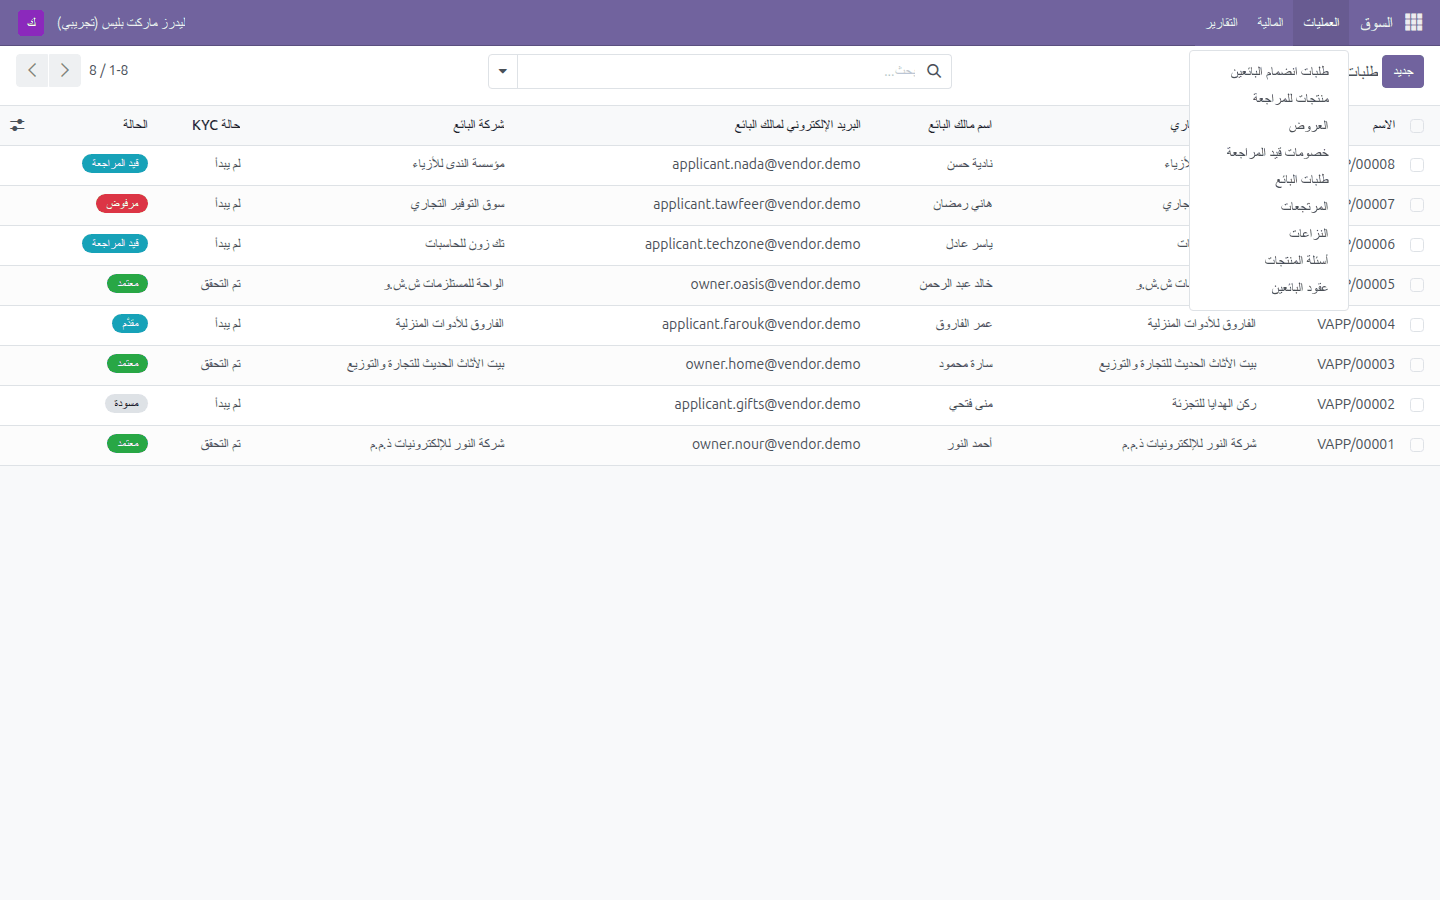 السوق العمليات المالية التقارير ليدرز ماركت بليس (تجريبي) ك
جديد طلبات بحث... 1-8 / 8
طلبات انضمام البائعين
منتجات للمراجعة
العروض
خصومات قيد المراجعة
طلبات البائع
المرتجعات
النزاعات
أسئلة المنتجات
عقود البائعين
الاسم اسم مالك البائع البريد الإلكتروني لمالك البائع شركة البائع حالة KYC الحالة
/00008 نادية حسن applicant.nada@vendor.demo مؤسسة الندى للأزياء لم يبدأ قيد المراجعة
/00007 هاني رمضان applicant.tawfeer@vendor.demo سوق التوفير التجاري لم يبدأ مرفوض
/00006 ياسر عادل applicant.techzone@vendor.demo تك زون للحاسبات لم يبدأ قيد المراجعة
/00005 ش.ش.و خالد عبد الرحمن owner.oasis@vendor.demo الواحة للمستلزمات ش.ش.و تم التحقق معتمد
VAPP/00004 الفاروق للأدوات المنزلية عمر الفاروق applicant.farouk@vendor.demo الفاروق للأدوات المنزلية لم يبدأ مقدّم
VAPP/00003 بيت الأثاث الحديث للتجارة والتوزيع سارة محمود owner.home@vendor.demo بيت الأثاث الحديث للتجارة والتوزيع تم التحقق معتمد
VAPP/00002 ركن الهدايا للتجزئة منى فتحي applicant.gifts@vendor.demo لم يبدأ مسودة
VAPP/00001 شركة النور للإلكترونيات ذ.م.م أحمد النور owner.nour@vendor.demo شركة النور للإلكترونيات ذ.م.م تم التحقق معتمد